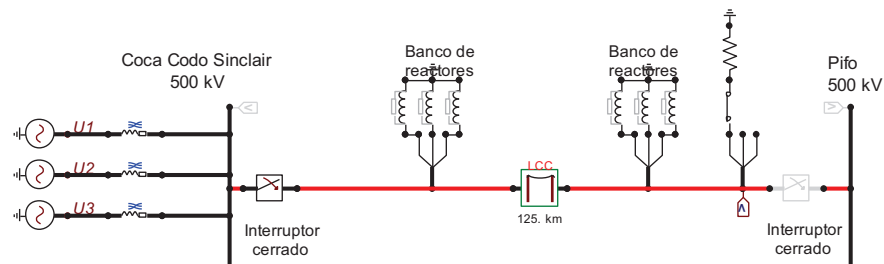 Coca Codo Sinclair
500 kV
Banco de
reactores
Banco de
reactores
Pifo
500 kV
U1
U2
U3
LCC
125. km
V
V
V
Interruptor
cerrado
Interruptor
cerrado